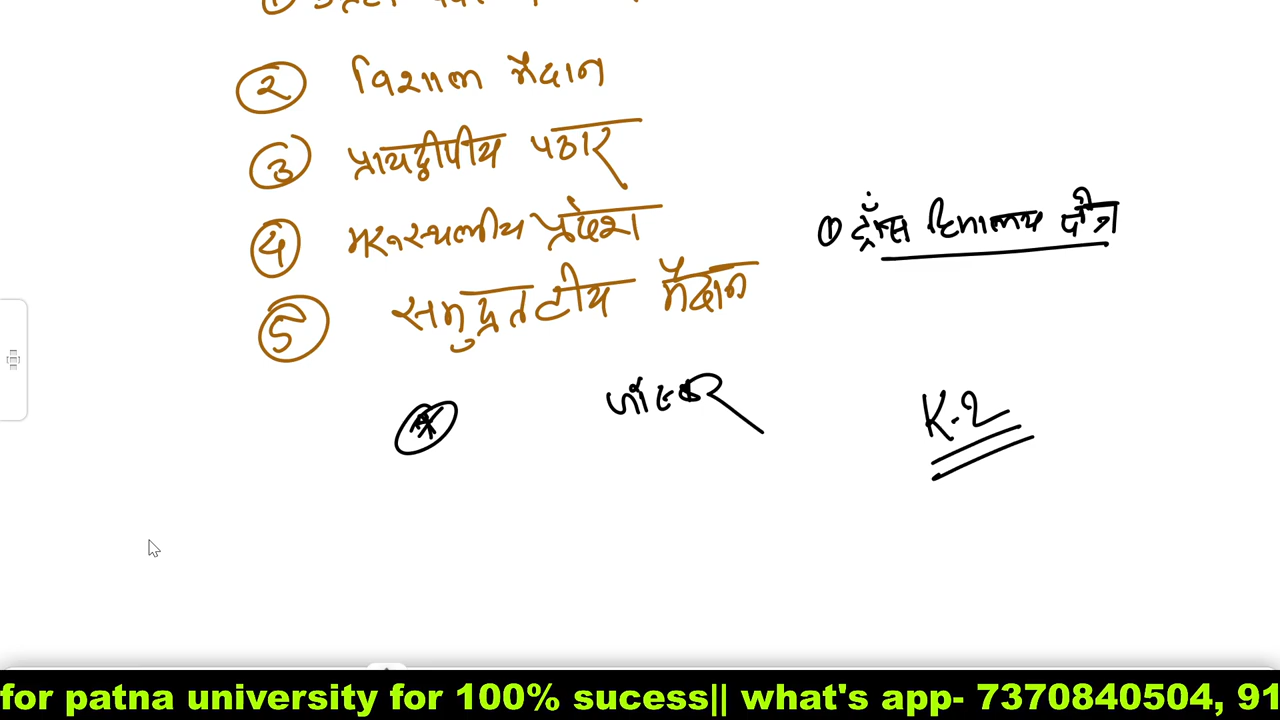 ②  विशाल मैदान
③ प्रायद्वीपीय पठार
④ मरूस्थलीय प्रदेश
① ट्राँस हिमालय क्षेत्र
⑤ समुद्रतटीय मैदान
जॉस्कर
K-2
for patna university for 100% sucess|| what's app- 7370840504, 91